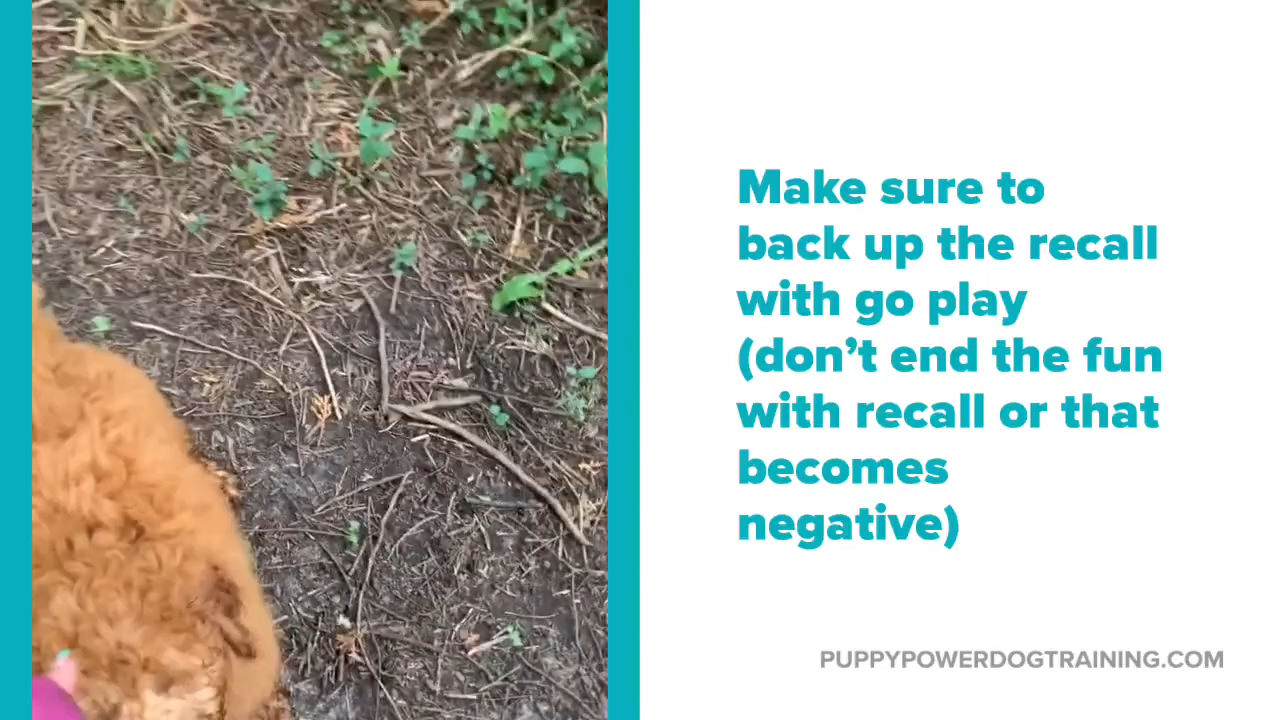 Make sure to
back up the recall
with go play
(don’t end the fun
with recall or that
becomes
negative)
PUPPYPOWERDOGTRAINING.COM